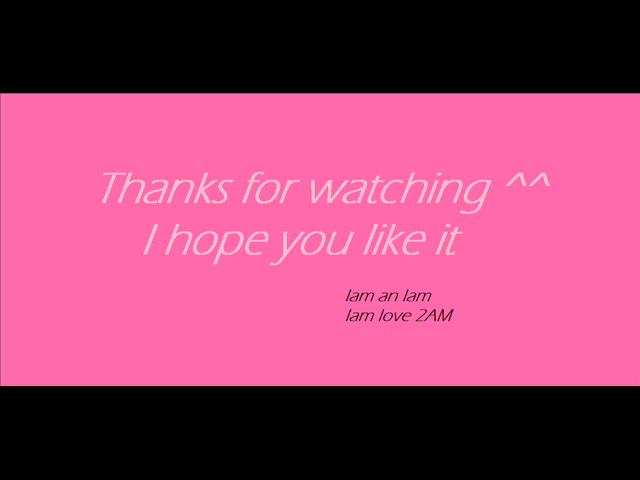 Thanks for watching ^^
I hope you like it
Iam an Iam
Iam love 2AM